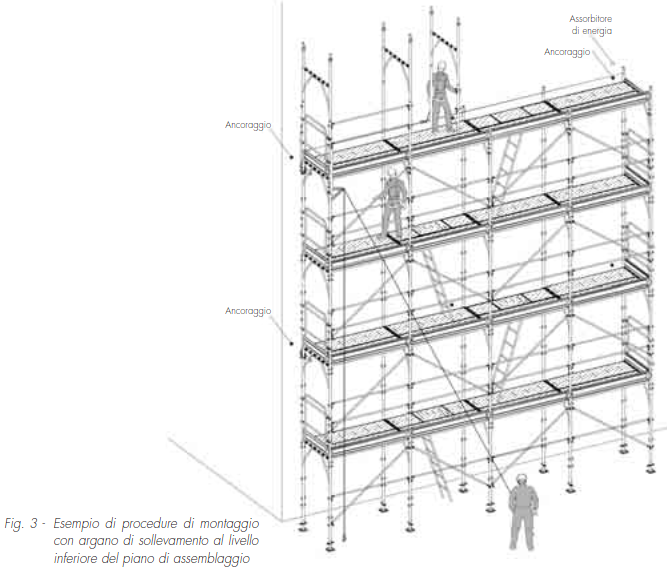 Assorbitore
di energia
Ancoraggio
Ancoraggio
Ancoraggio
Fig. 3 - Esempio di procedure di montaggio
con argano di sollevamento al livello
inferiore del piano di assemblaggio